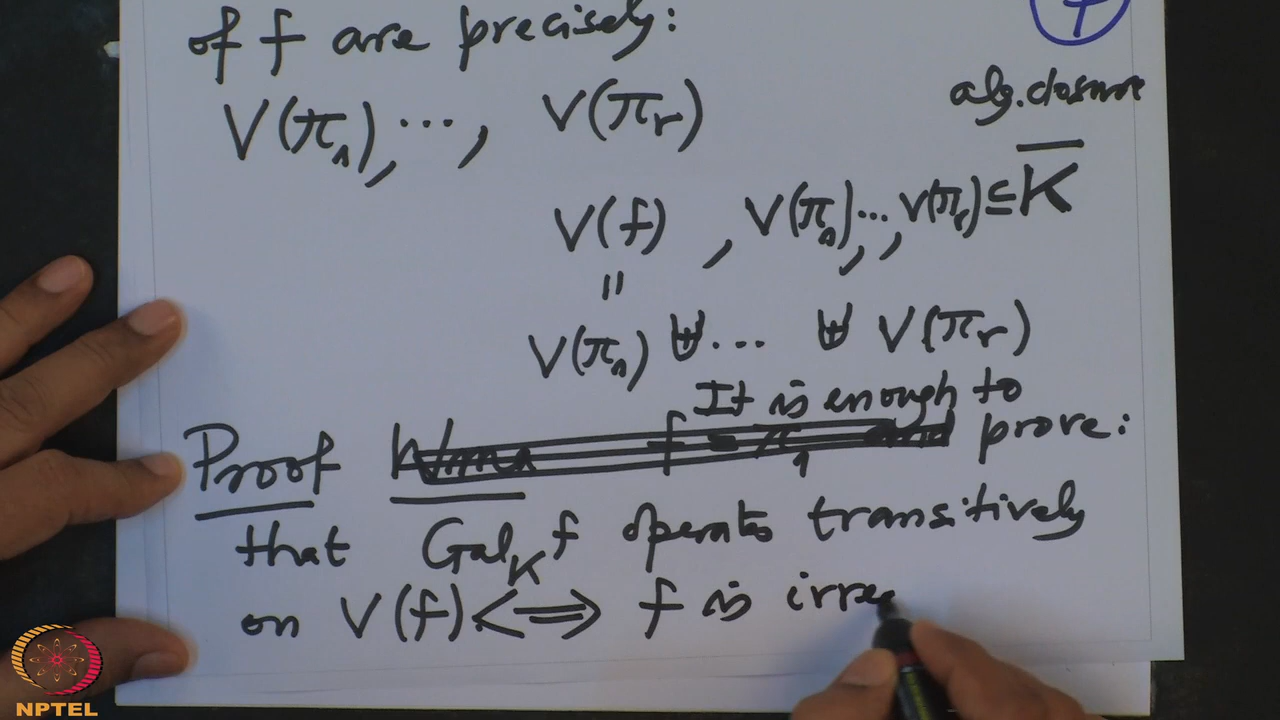 of f are precisely:
V(π₁), ..., V(πᵣ)
alg. closure
V(f), V(π₁), ..., V(πᵣ) ⊆ K̅
=
V(π₁) ⊎ ... ⊎ V(πᵣ)
It is enough to
Proof prove:
that Gal_K f operates transitively
on V(f) <=> f is irre
NPTEL